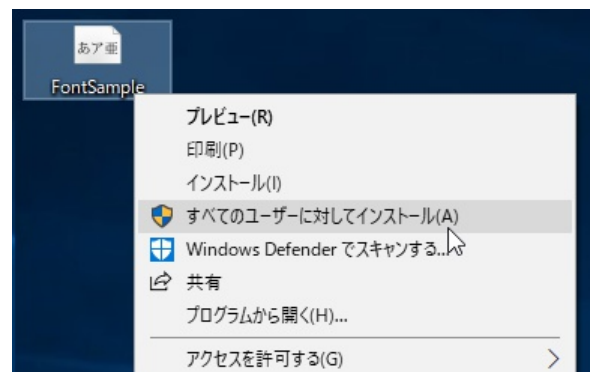 あア亜
FontSample
プレビュー(R)
印刷(P)
インストール(I)
すべてのユーザーに対してインストール(A)
Windows Defender でスキャンする...
共有
プログラムから開く(H)...
アクセスを許可する(G)